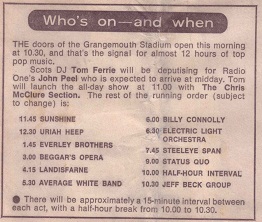 Who's on—and when
THE doors of the Grangemouth Stadium open this morning
at 10.30, and that's the signal for almost 12 hours of top
pop music.
Scots DJ Tom Ferrie will be deputising for Radio
One's John Peel who is expected to arrive at midday. Tom
will launch the all-day show at 11.00 with The Chris
McClure Section. The rest of the running order (subject
to change) is:
11.45 SUNSHINE
12.30 URIAH HEEP
1.45 EVERLEY BROTHERS
3.00 BEGGAR'S OPERA
4.15 LANDISFARNE
5.30 AVERAGE WHITE BAND
6.00 BILLY CONNOLLY
6.30 ELECTRIC LIGHT
ORCHESTRA
7.45 STEELEYE SPAN
9.00 STATUS QUO
10.00 HALF-HOUR INTERVAL
10.30 JEFF BECK GROUP
● There will be approximately a 15-minute interval between
each act, with a half-hour break from 10.00 to 10.30.